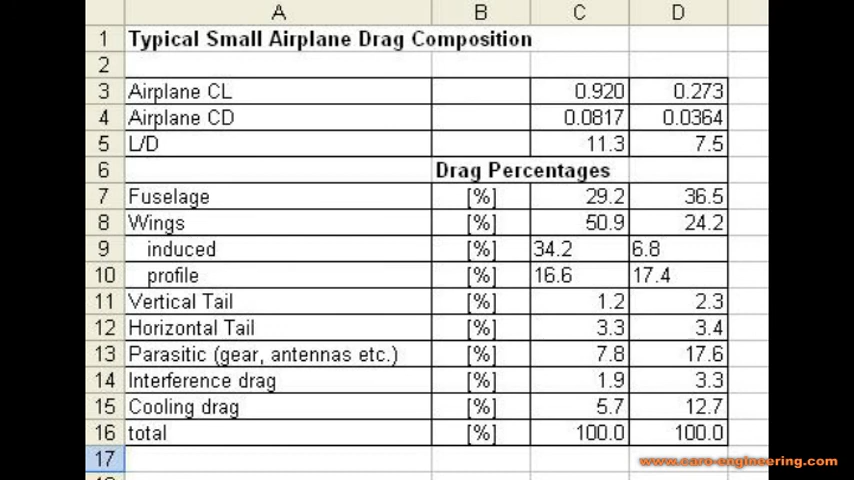 A B C D
1 Typical Small Airplane Drag Composition
2
3 Airplane CL 0.920 0.273
4 Airplane CD 0.0817 0.0364
5 L/D 11.3 7.5
6 Drag Percentages
7 Fuselage [%] 29.2 36.5
8 Wings [%] 50.9 24.2
9 induced [%] 34.2 6.8
10 profile [%] 16.6 17.4
11 Vertical Tail [%] 1.2 2.3
12 Horizontal Tail [%] 3.3 3.4
13 Parasitic (gear, antennas etc.) [%] 7.8 17.6
14 Interference drag [%] 1.9 3.3
15 Cooling drag [%] 5.7 12.7
16 total [%] 100.0 100.0
17
www.caro-engineering.com